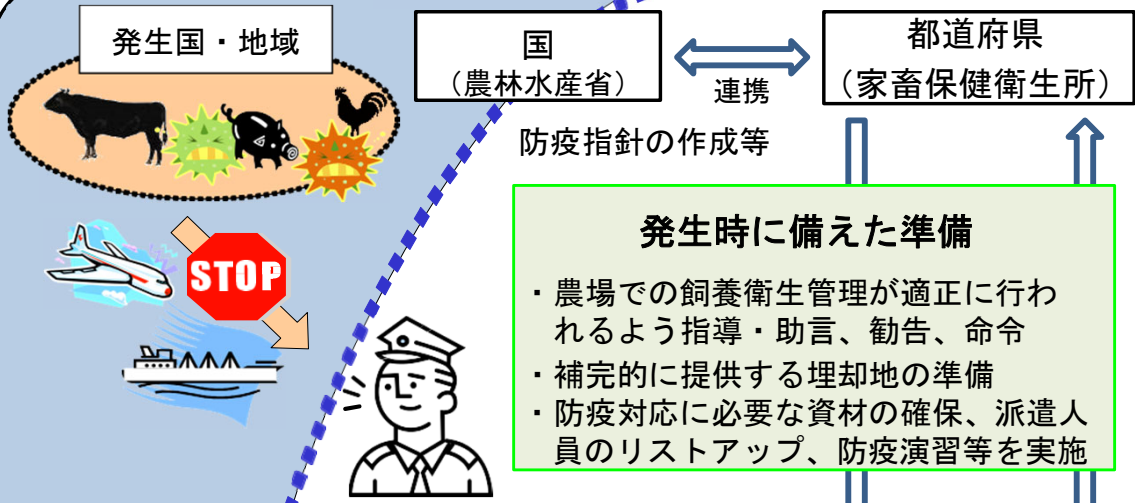 発生国・地域
国
（農林水産省）
連携
都道府県
（家畜保健衛生所）
防疫指針の作成等
STOP
発生時に備えた準備
・農場での飼養衛生管理が適正に行わ
れるよう指導・助言、勧告、命令
・補完的に提供する埋却地の準備
・防疫対応に必要な資材の確保、派遣人
員のリストアップ、防疫演習等を実施